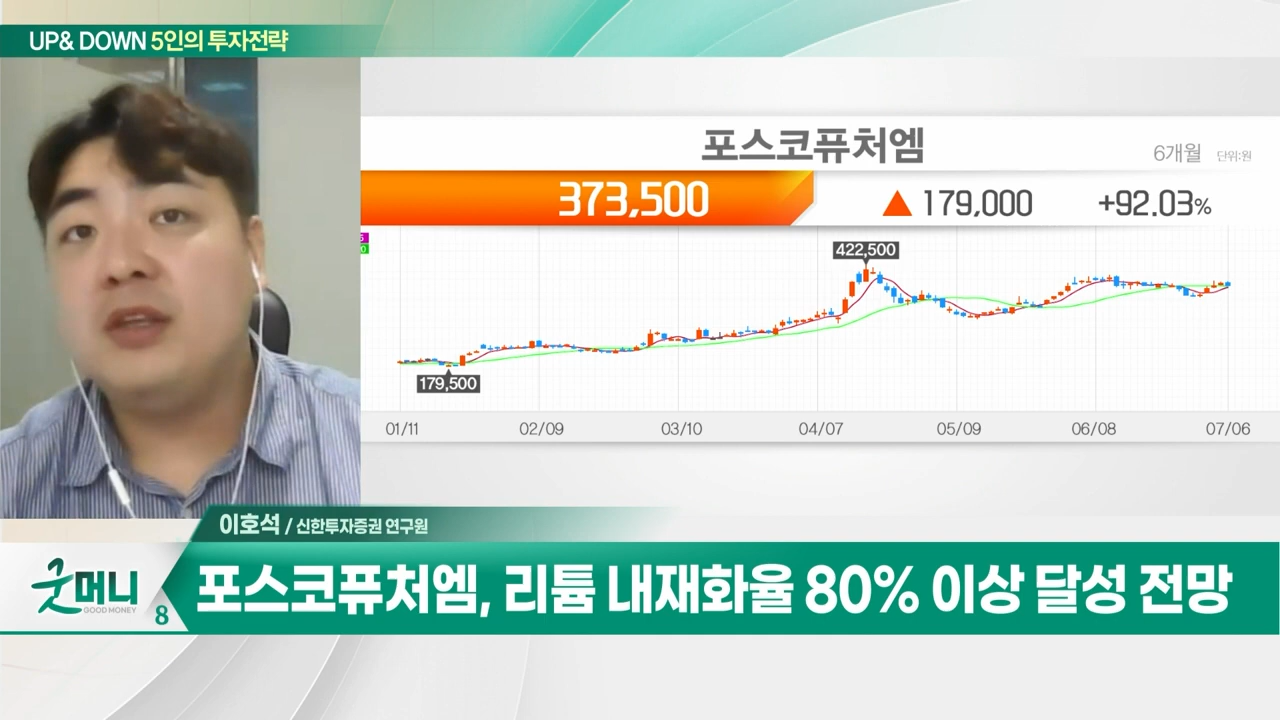 UP& DOWN 5인의 투자전략
포스코퓨처엠
6개월 단위:원
373,500 ▲ 179,000 +92.03%
422,500
179,500
01/11 02/09 03/10 04/07 05/09 06/08 07/06
이호석 / 신한투자증권 연구원
굿머니
GOOD MONEY
8
포스코퓨처엠, 리튬 내재화율 80% 이상 달성 전망